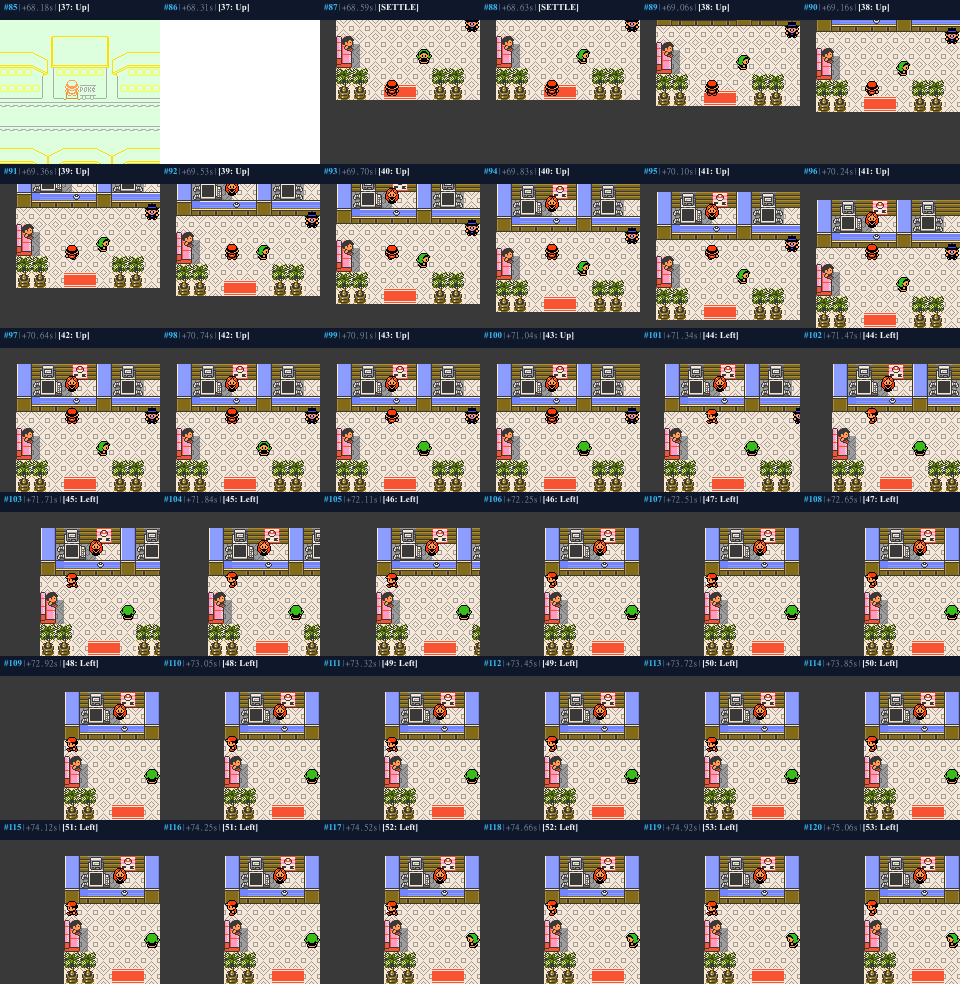 #85|+68.18s|[37: Up]
#86|+68.31s|[37: Up]
#87|+68.59s|[SETTLE]
#88|+68.63s|[SETTLE]
#89|+69.06s|[38: Up]
#90|+69.16s|[38: Up]
POKé
#91|+69.36s|[39: Up]
#92|+69.53s|[39: Up]
#93|+69.70s|[40: Up]
#94|+69.83s|[40: Up]
#95|+70.10s|[41: Up]
#96|+70.24s|[41: Up]
#97|+70.64s|[42: Up]
#98|+70.74s|[42: Up]
#99|+70.91s|[43: Up]
#100|+71.04s|[43: Up]
#101|+71.34s|[44: Left]
#102|+71.47s|[44: Left]
#103|+71.71s|[45: Left]
#104|+71.84s|[45: Left]
#105|+72.11s|[46: Left]
#106|+72.25s|[46: Left]
#107|+72.51s|[47: Left]
#108|+72.65s|[47: Left]
#109|+72.92s|[48: Left]
#110|+73.05s|[48: Left]
#111|+73.32s|[49: Left]
#112|+73.45s|[49: Left]
#113|+73.72s|[50: Left]
#114|+73.85s|[50: Left]
#115|+74.12s|[51: Left]
#116|+74.25s|[51: Left]
#117|+74.52s|[52: Left]
#118|+74.66s|[52: Left]
#119|+74.92s|[53: Left]
#120|+75.06s|[53: Left]